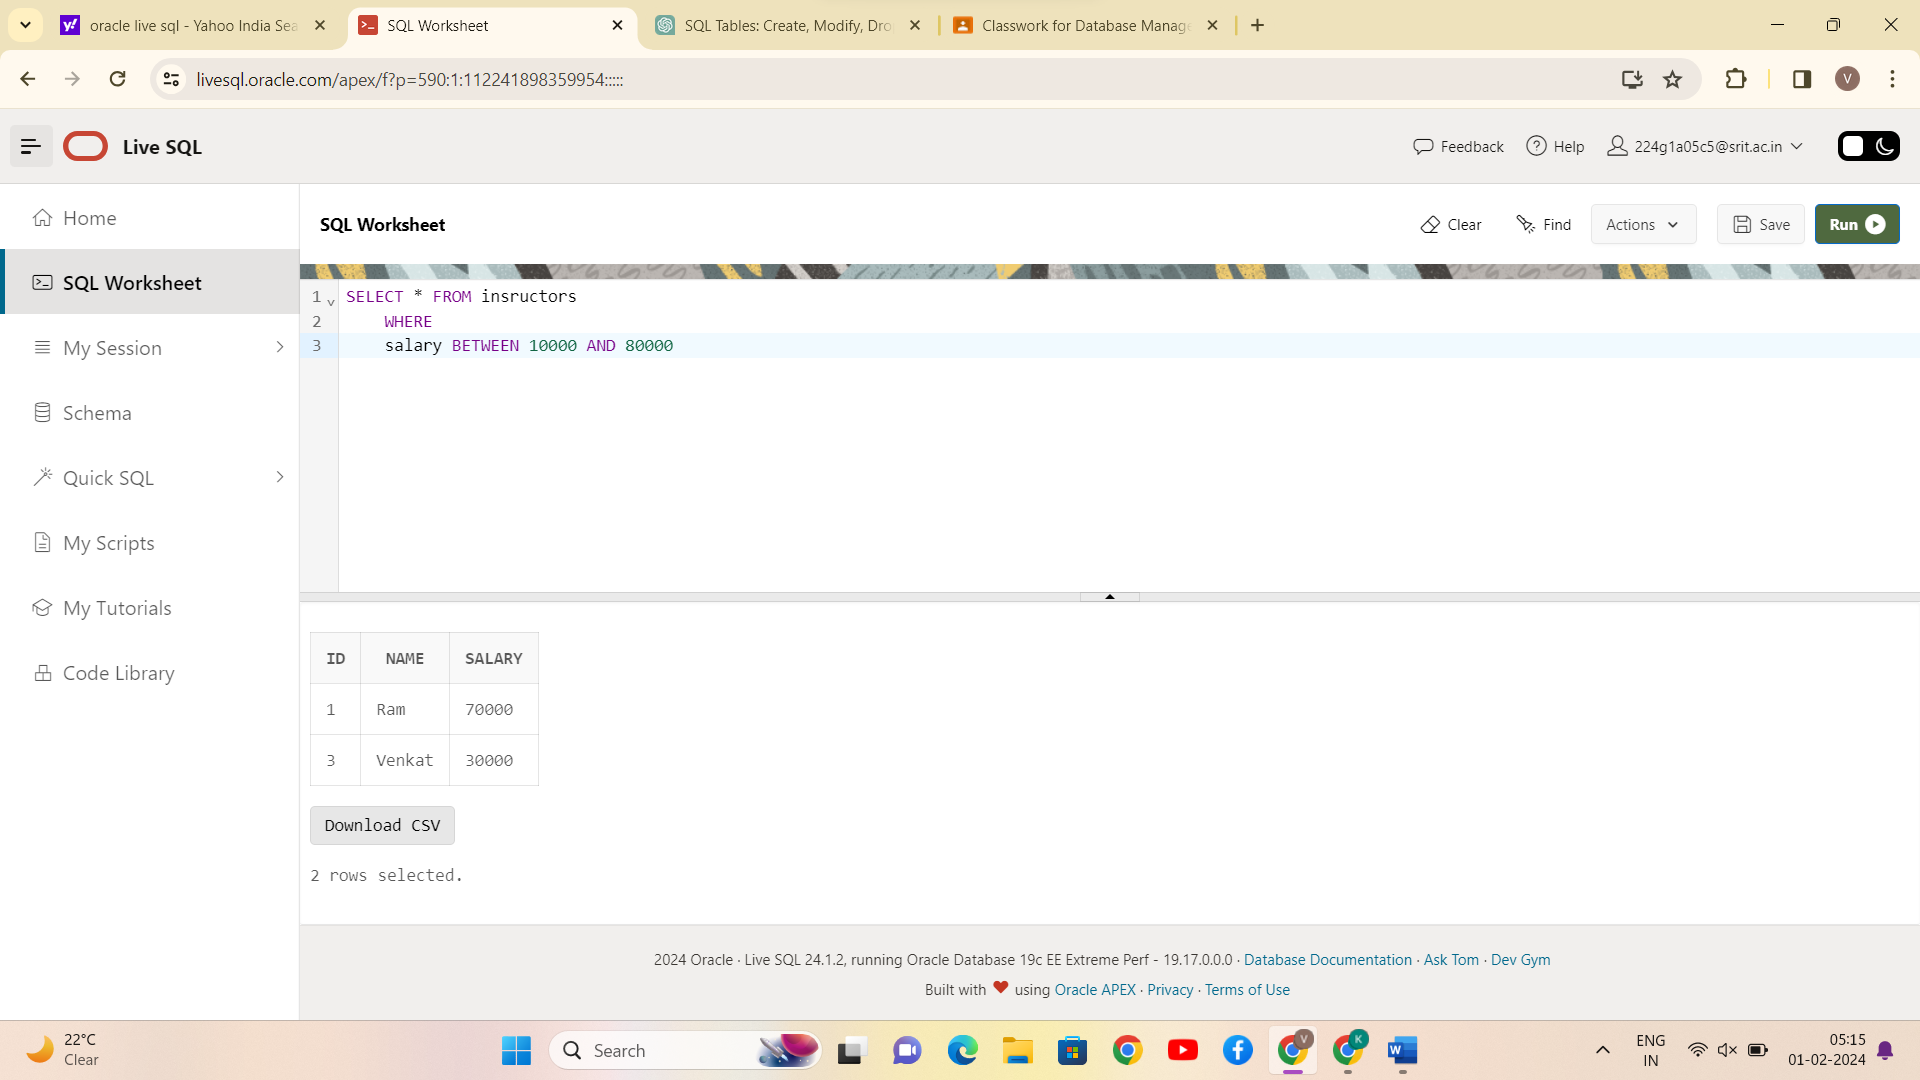 oracle live sql - Yahoo India Sea
SQL Worksheet
SQL Tables: Create, Modify, Dro
Classwork for Database Manage
livesql.oracle.com/apex/f?p=590:1:112241898359954:::::
V
Live SQL
Feedback
Help
224g1a05c5@srit.ac.in
Home
SQL Worksheet
My Session
Schema
Quick SQL
My Scripts
My Tutorials
Code Library
SQL Worksheet
Clear
Find
Actions
Save
Run
1 SELECT * FROM insructors
2 WHERE
3 salary BETWEEN 10000 AND 80000
ID NAME SALARY
1 Ram 70000
3 Venkat 30000
Download CSV
2 rows selected.
2024 Oracle · Live SQL 24.1.2, running Oracle Database 19c EE Extreme Perf - 19.17.0.0.0 · Database Documentation · Ask Tom · Dev Gym
Built with ❤ using Oracle APEX · Privacy · Terms of Use
22°C
Clear
Search
V
K
W
ENG
IN
05:15
01-02-2024